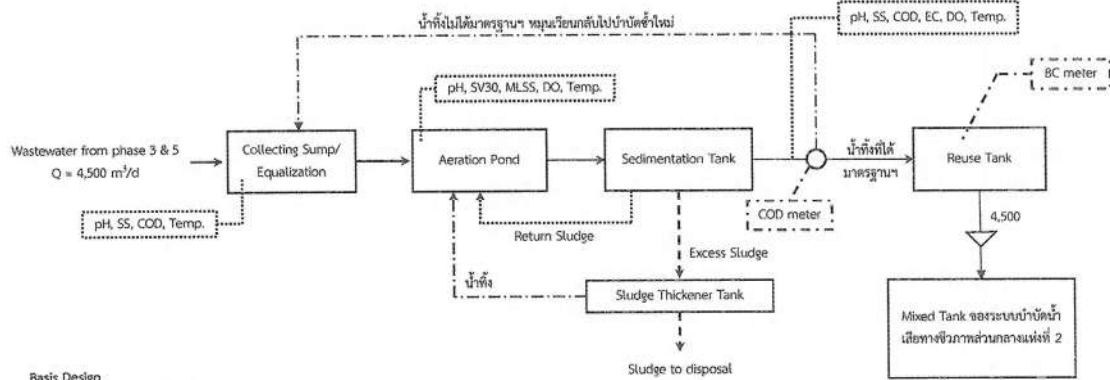 น้ำทิ้งไม่ได้มาตรฐานฯ หมุนเวียนกลับไปบำบัดซ้ำใหม่
pH, SS, COD, EC, DO, Temp.
BC meter
pH, SV30, MLSS, DO, Temp.
Wastewater from phase 3 & 5
Q = 4,500 m³/d
Collecting Sump/
Equalization
Aeration Pond
Sedimentation Tank
น้ำทิ้งที่ได้
มาตรฐานฯ
Reuse Tank
pH, SS, COD, Temp.
COD meter
Return Sludge
4,500
Excess Sludge
น้ำทิ้ง
Sludge Thickener Tank
Mixed Tank ของระบบบำบัดน้ำ
เสียทางชีวภาพส่วนกลางแห่งที่ 2
Sludge to disposal
Basis Design